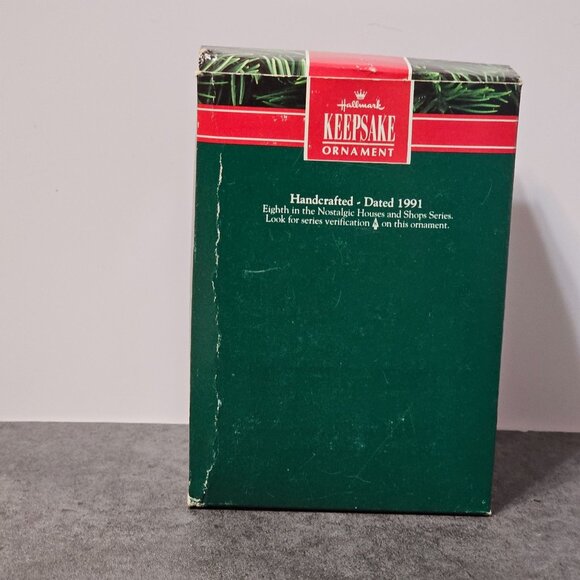 Hallmark
KEEPSAKE
ORNAMENT
Handcrafted - Dated 1991
Eighth in the Nostalgic Houses and Shops Series.
Look for series verification on this ornament.